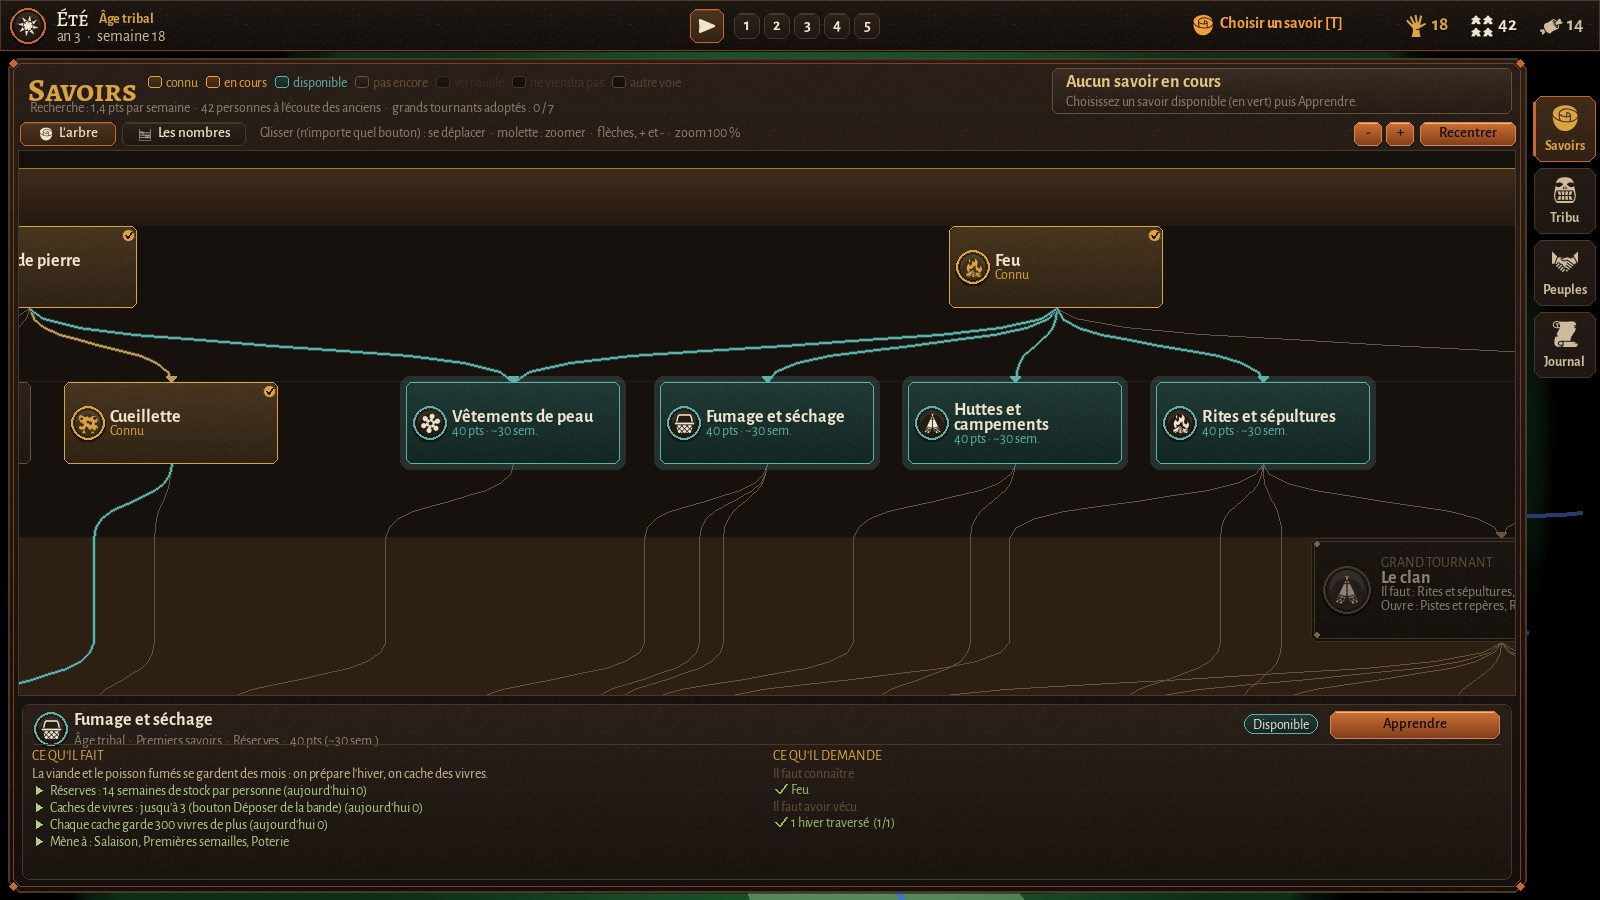 ÉTÉ Âge tribal
an 3 · semaine 18
1 2 3 4 5
Choisir un savoir [T]
18 42 14
SAVOIRS
connu en cours disponible pas encore verrouillé ne viendra pas autre voie
Recherche : 1,4 pts par semaine · 42 personnes à l'écoute des anciens · grands tournants adoptés : 0 / 7
Aucun savoir en cours
Choisissez un savoir disponible (en vert) puis Apprendre.
L'arbre Les nombres Glisser (n'importe quel bouton) : se déplacer · molette : zoomer · flèches, + et - · zoom 100 %
- + Recentrer
Savoirs
Tribu
Peuples
Journal
de pierre
Feu
Connu
Cueillette
Connu
Vêtements de peau
40 pts · ~30 sem.
Fumage et séchage
40 pts · ~30 sem.
Huttes et
campements
40 pts · ~30 sem.
Rites et sépultures
40 pts · ~30 sem.
GRAND TOURNANT
Le clan
Il faut : Rites et sépultures,
Ouvre : Pistes et repères, R
Fumage et séchage
Âge tribal · Premiers savoirs · Réserves · 40 pts (~30 sem.)
Disponible
Apprendre
CE QU'IL FAIT
La viande et le poisson fumés se gardent des mois : on prépare l'hiver, on cache des vivres.
Réserves : 14 semaines de stock par personne (aujourd'hui 10)
Caches de vivres : jusqu'à 3 (bouton Déposer de la bande) (aujourd'hui 0)
Chaque cache garde 300 vivres de plus (aujourd'hui 0)
Mène à : Salaison, Premières semailles, Poterie
CE QU'IL DEMANDE
Il faut connaître
Feu
Il faut avoir vécu
1 hiver traversé (1/1)